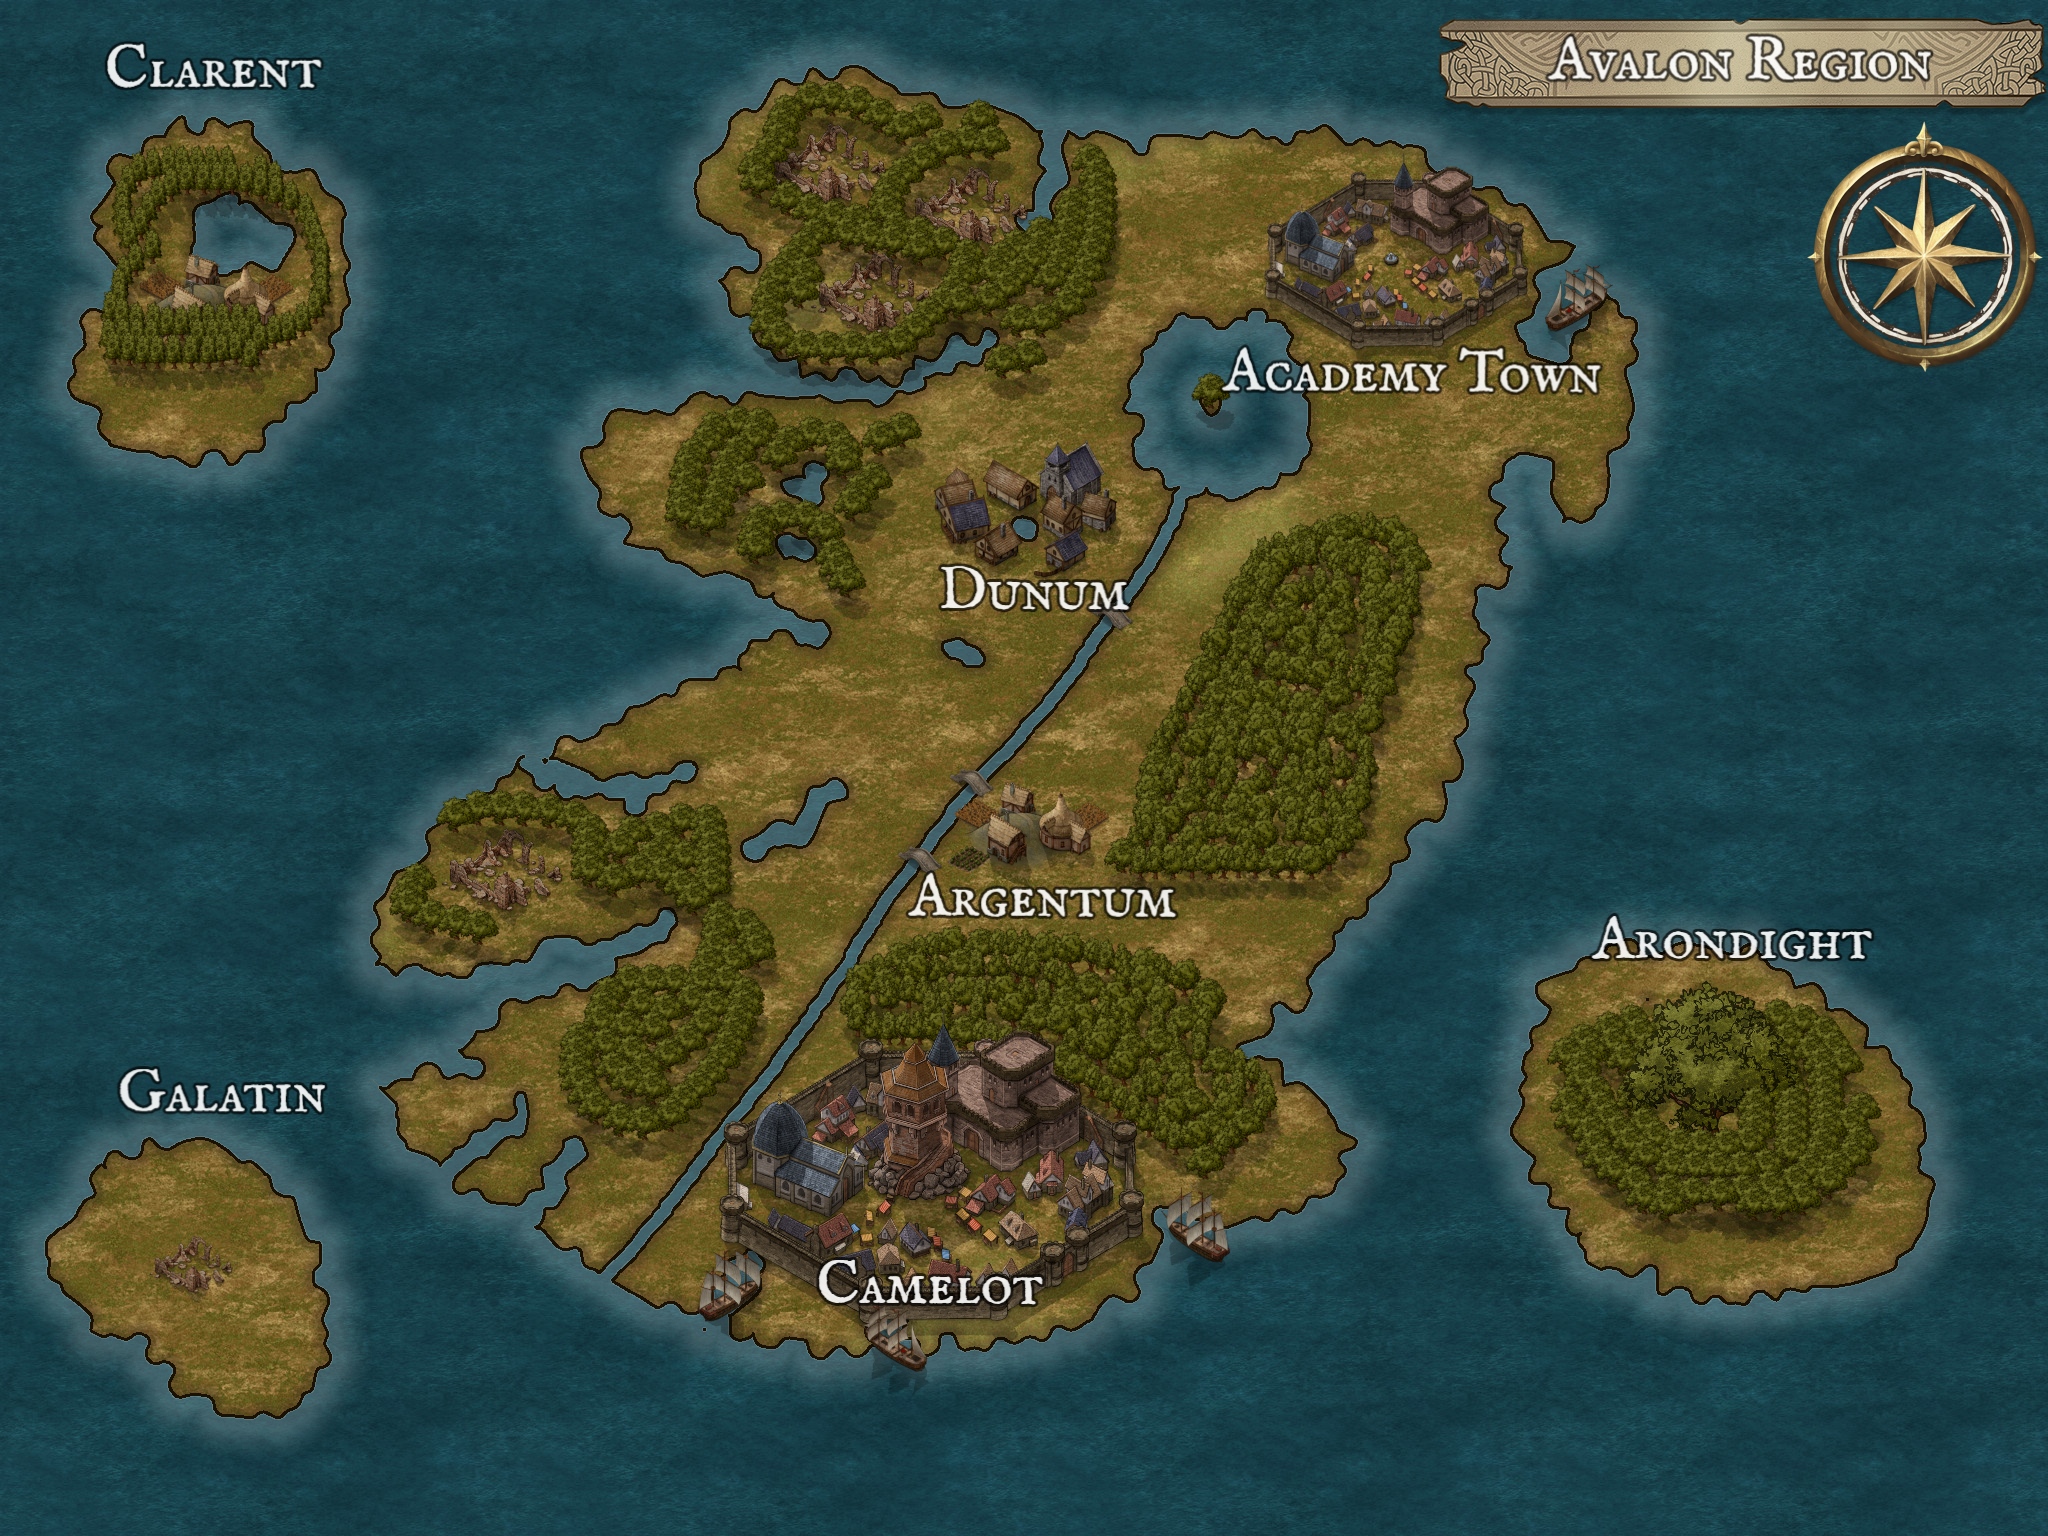 Avalon Region
Clarent
Academy Town
Dunum
Argentum
Arondight
Galatin
Camelot